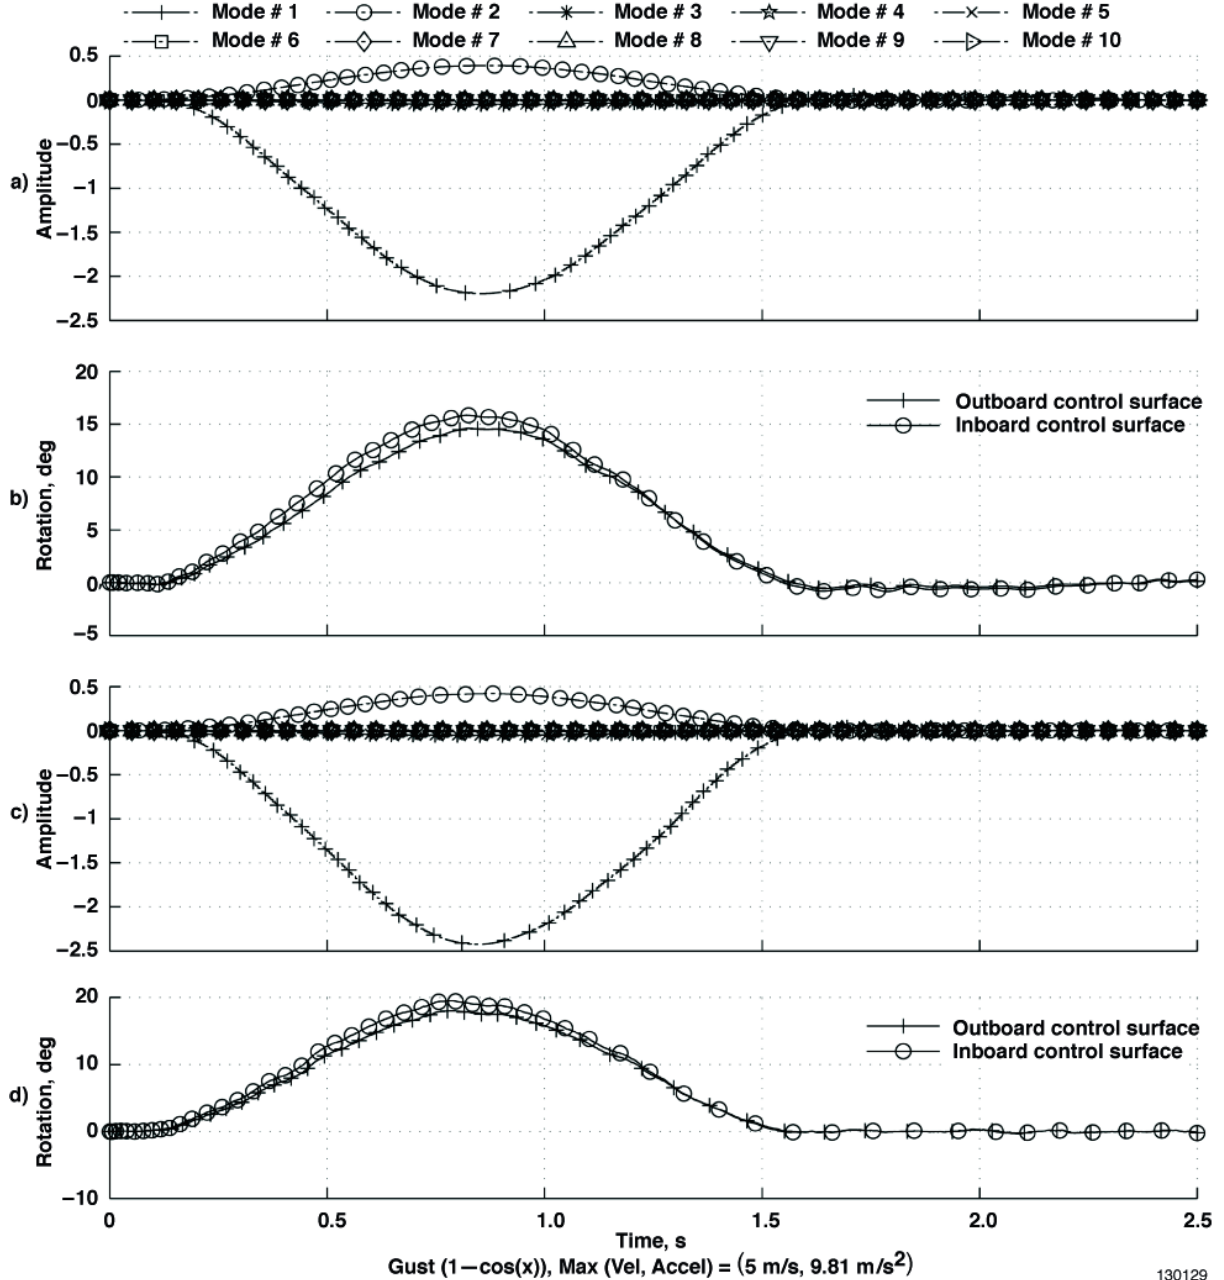 Mode # 1 Mode # 2 Mode # 3 Mode # 4 Mode # 5
Mode # 6 Mode # 7 Mode # 8 Mode # 9 Mode # 10
0.5
0
−0.5
−1
−1.5
−2
−2.5
a)
Amplitude
20
15
10
5
0
−5
b)
Rotation, deg
Outboard control surface
Inboard control surface
0.5
0
−0.5
−1
−1.5
−2
−2.5
c)
Amplitude
20
10
0
−10
d)
Rotation, deg
Outboard control surface
Inboard control surface
0 0.5 1.0 1.5 2.0 2.5
Time, s
Gust (1—cos(x)), Max (Vel, Accel) = (5 m/s, 9.81 m/s²)
130129